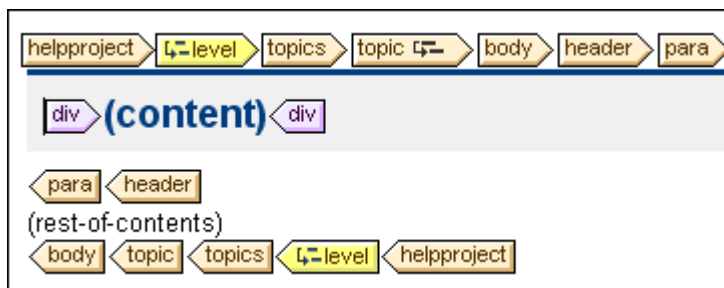 helpproject level topics topic body header para
div (content) div
para header
(rest-of-contents)
body topic topics level helpproject